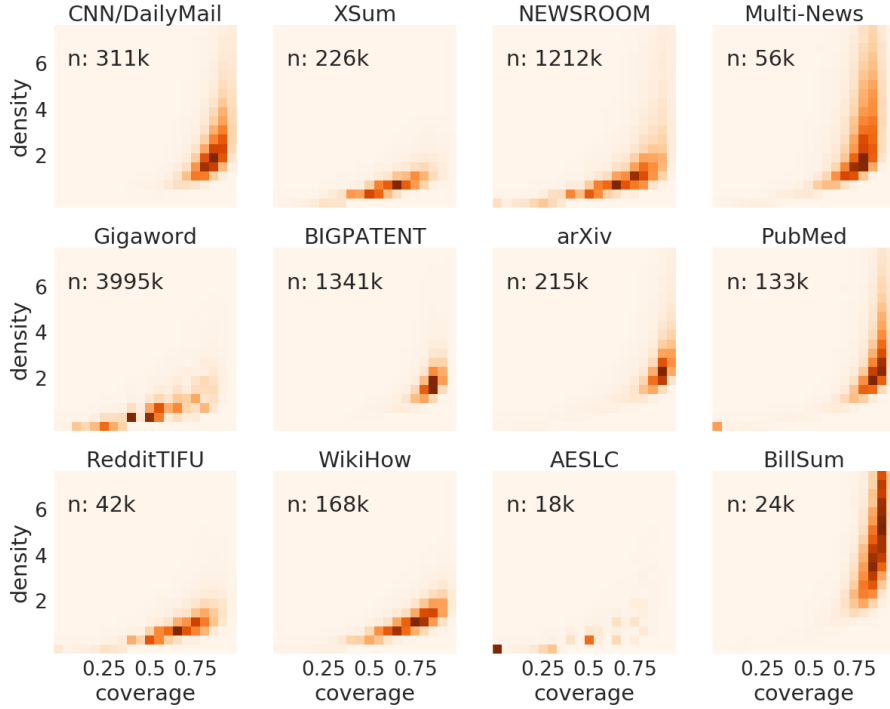 CNN/DailyMail XSum NEWSROOM Multi-News
n: 311k n: 226k n: 1212k n: 56k
density 6 4 2
Gigaword BIGPATENT arXiv PubMed
n: 3995k n: 1341k n: 215k n: 133k
density 6 4 2
RedditTIFU WikiHow AESLC BillSum
n: 42k n: 168k n: 18k n: 24k
density 6 4 2
0.25 0.5 0.75 0.25 0.5 0.75 0.25 0.5 0.75 0.25 0.5 0.75
coverage coverage coverage coverage